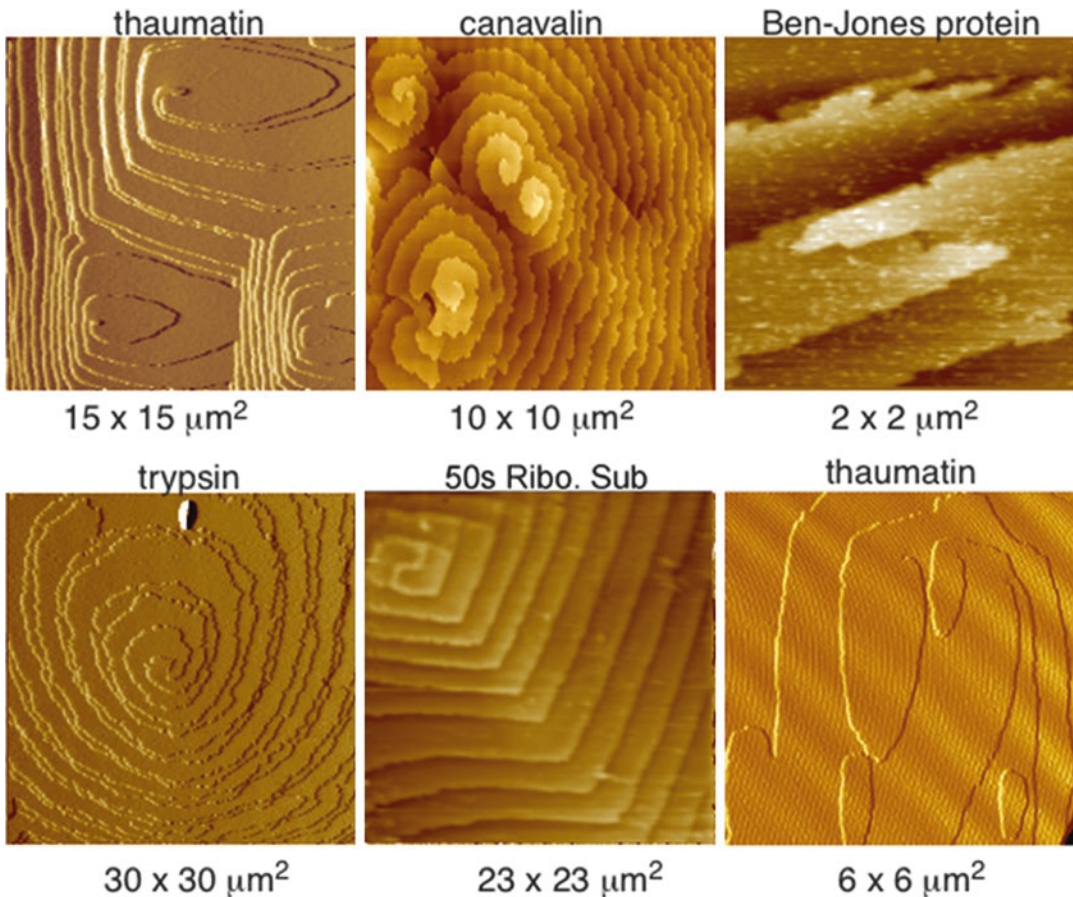 thaumatin canavalin Ben-Jones protein
15 x 15 μm²
10 x 10 μm²
2 x 2 μm²
trypsin 50s Ribo. Sub thaumatin
30 x 30 μm²
23 x 23 μm²
6 x 6 μm²